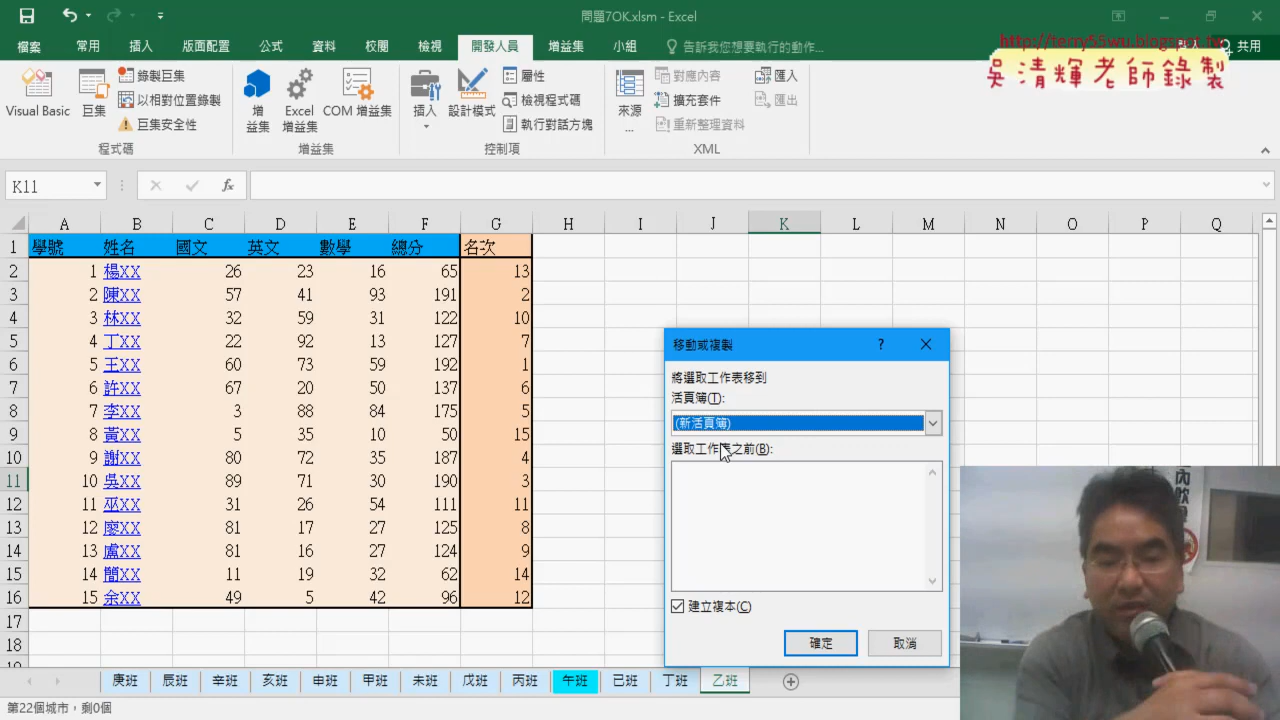 問題7OK.xlsm - Excel
檔案 常用 插入 版面配置 公式 資料 校閱 檢視 開發人員 增益集 小組 告訴我您想要執行的動作... 共用
http://terry55wu.blogspot.tw
吳清輝老師錄製
Visual Basic 巨集 錄製巨集 以相對位置錄製 巨集安全性 程式碼
增益集 Excel 增益集 COM 增益集 增益集
插入 設計模式 屬性 檢視程式碼 執行對話方塊 控制項
來源... 對應內容 擴充套件 重新整理資料 匯入 匯出 XML
K11 fx
A B C D E F G H I J K L M N O P Q
1 學號 姓名 國文 英文 數學 總分 名次
2 1 楊XX 26 23 16 65 13
3 2 陳XX 57 41 93 191 2
4 3 林XX 32 59 31 122 10
5 4 丁XX 22 92 13 127 7
6 5 王XX 60 73 59 192 1
7 6 許XX 67 20 50 137 6
8 7 李XX 3 88 84 175 5
9 8 黃XX 5 35 10 50 15
10 9 謝XX 80 72 35 187 4
11 10 吳XX 89 71 30 190 3
12 11 巫XX 31 26 54 111 11
13 12 廖XX 81 17 27 125 8
14 13 盧XX 81 16 27 124 9
15 14 簡XX 11 19 32 62 14
16 15 余XX 49 5 42 96 12
17
18
移動或複製 ?
將選取工作表移到
活頁簿(T):
(新活頁簿)
選取工作表之前(B):
建立複本(C)
確定 取消
庚班 辰班 辛班 亥班 申班 甲班 未班 戊班 丙班 午班 已班 丁班 乙班
第22個城市，剩0個